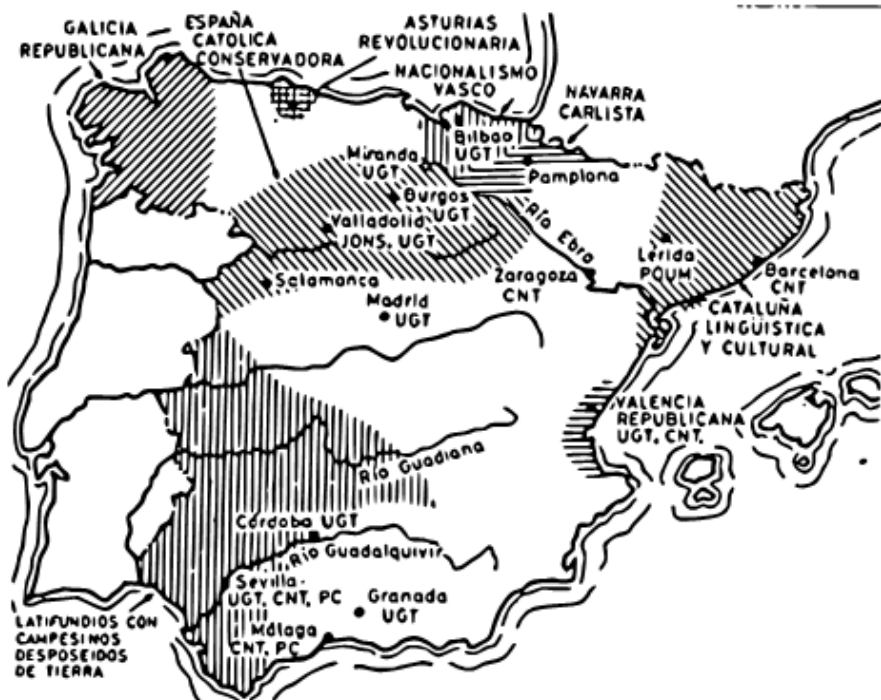 GALICIA
REPUBLICANA
ESPAÑA
CATOLICA
CONSERVADORA
ASTURIAS
REVOLUCIONARIA
NACIONALISMO
VASCO
NAVARRA
CARLISTA
Bilbao
UGT
Miranda
UGT
Pamplona
Burgos
UGT
Valladolid
JONS, UGT
Río Ebro
Lérida
POUM
Salamanca
Zaragoza
CNT
Barcelona
CNT
Madrid
UGT
CATALUÑA
LINGÜISTICA
Y CULTURAL
VALENCIA
REPUBLICANA
UGT, CNT,
Río Guadiana
Córdoba UGT
Río Guadalquivir
Sevilla
UGT, CNT, PC
Granada
UGT
Málaga
CNT, PC
LATIFUNDIOS CON
CAMPESINOS
DESPOSEIDOS
DE TIERRA